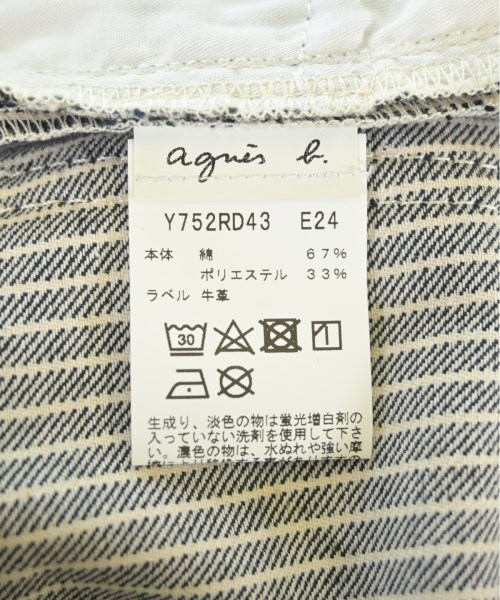 agnès b.
Y752RD43 E24
本体 綿 67%
ポリエステル 33%
ラベル 牛革
30
生成り、淡色の物は蛍光増白剤の
入っていない洗剤を使用して下さ
い。濃色の物は、水ぬれや強い摩